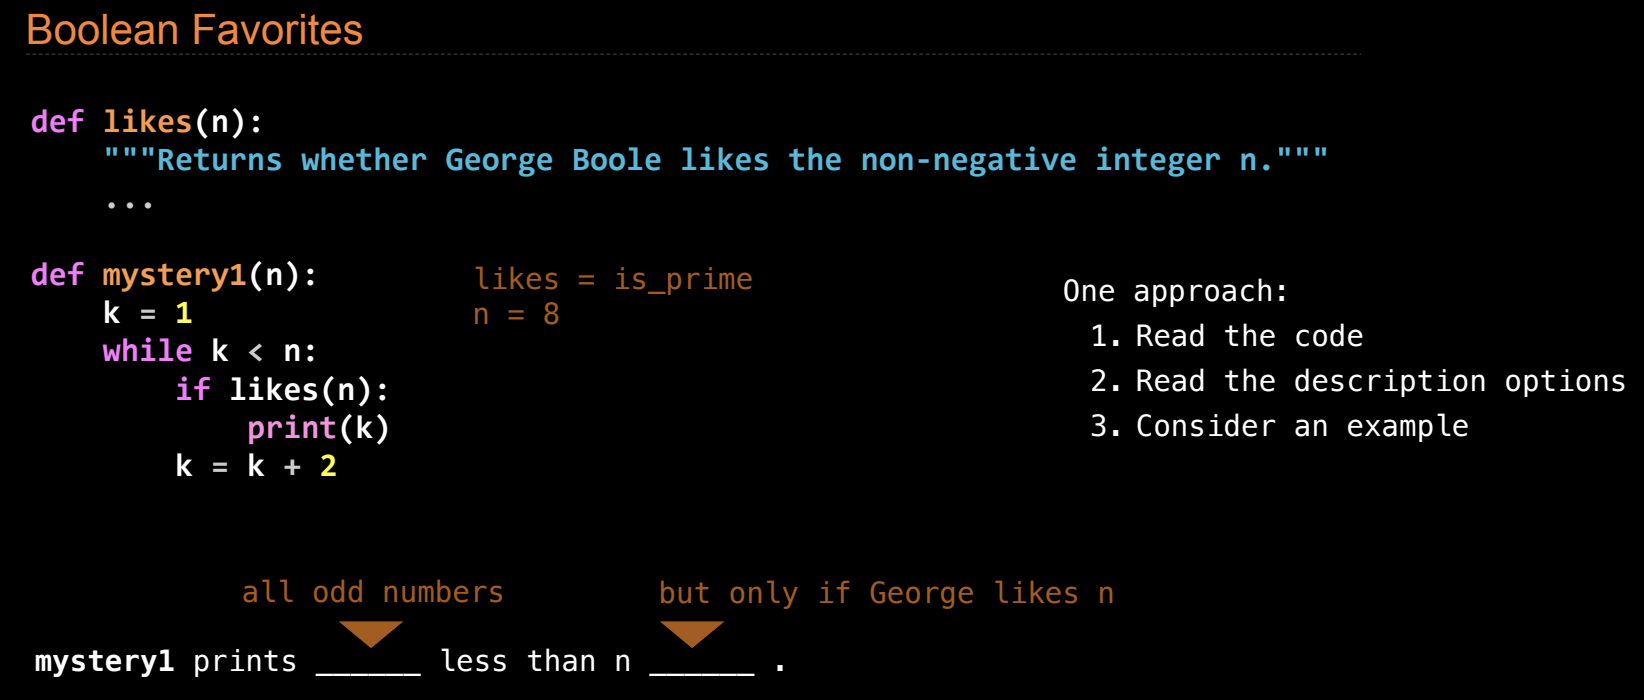 Boolean Favorites
def likes(n):
    """Returns whether George Boole likes the non-negative integer n."""
    ...
def mystery1(n):
    k = 1
    while k < n:
        if likes(n):
            print(k)
        k = k + 2
likes = is_prime
n = 8
One approach:
1. Read the code
2. Read the description options
3. Consider an example
all odd numbers
but only if George likes n
mystery1 prints ______ less than n ______ .